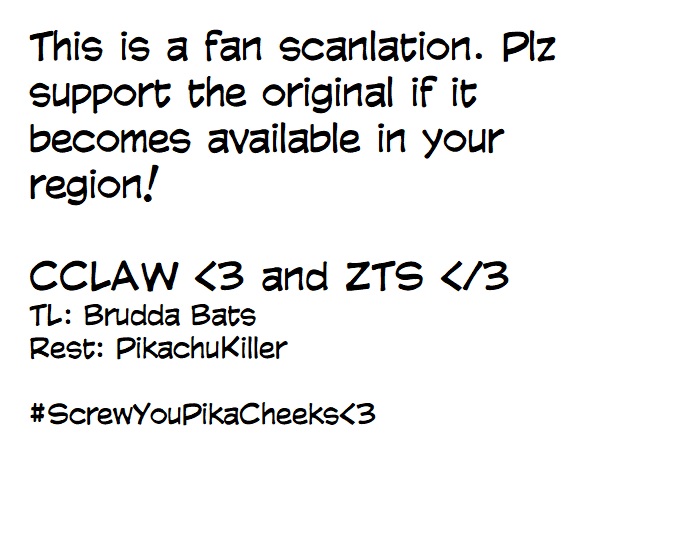 This is a fan scanlation. Plz
support the original if it
becomes available in your
region!
CCLAW <3 and ZTS </3
TL: Brudda Bats
Rest: PikachuKiller
#ScrewYouPikaCheeks<3